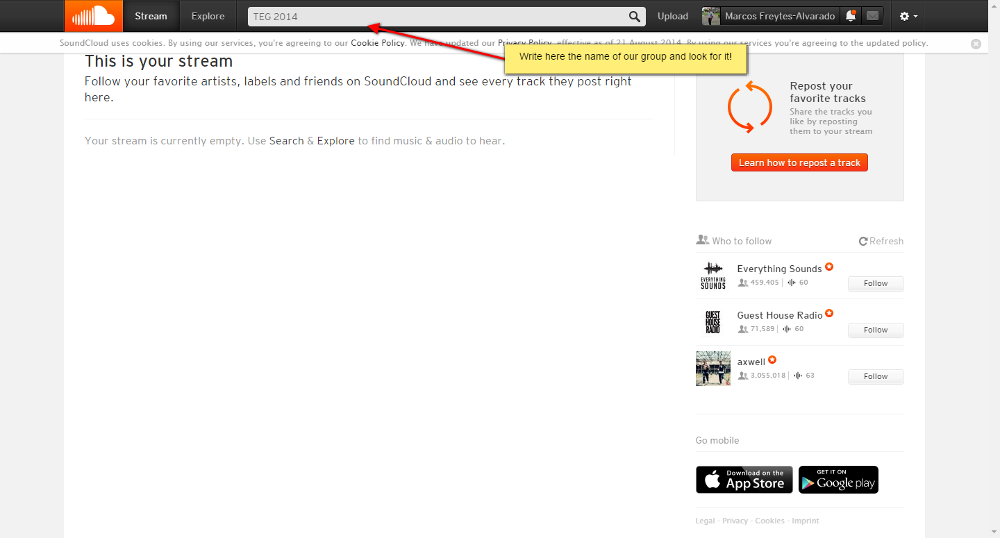 Stream
Explore
TEG 2014
Upload
Marcos Freytes-Alvarado
SoundCloud uses cookies. By using our services, you're agreeing to our Cookie Policy. We have updated our Privacy Policy, effective as of 21 August 2014. By using our services you're agreeing to the updated policy.
Write here the name of our group and look for it!
This is your stream
Follow your favorite artists, labels and friends on SoundCloud and see every track they post right
here.
Your stream is currently empty. Use Search & Explore to find music & audio to hear.
Repost your
favorite tracks
Share the tracks you
like by reposting
them to your stream
Learn how to repost a track
Who to follow
Refresh
EVERYTHING
SOUNDS
Everything Sounds
459,405 60
Follow
GUEST
HOUSE
RADIO
Guest House Radio
71,589 60
Follow
axwell
3,055,018 63
Follow
Go mobile
Download on the
App Store
GET IT ON
Google play
Legal - Privacy - Cookies - Imprint